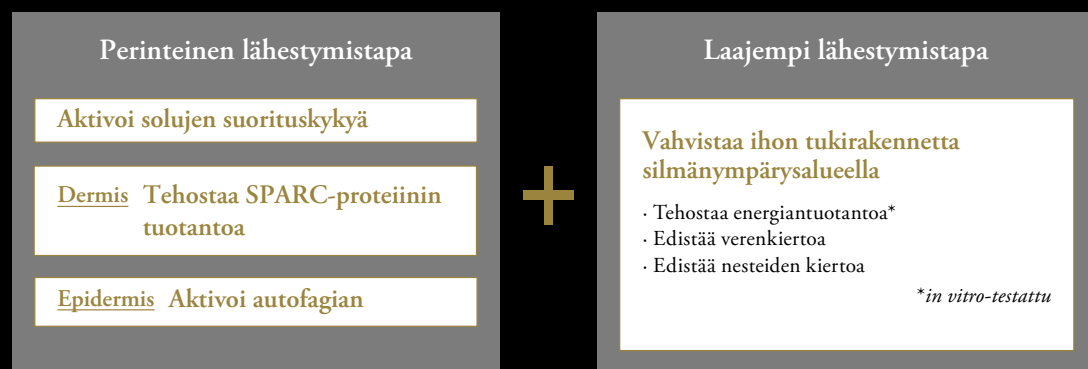 Perinteinen lähestymistapa
Aktivoi solujen suorituskykyä
Dermis Tehostaa SPARC-proteiinin
tuotantoa
Epidermis Aktivoi autofagian
+
Laajempi lähestymistapa
Vahvistaa ihon tukirakennetta
silmänympärysalueella
· Tehostaa energiantuotantoa*
· Edistää verenkiertoa
· Edistää nesteiden kiertoa
*in vitro-testattu